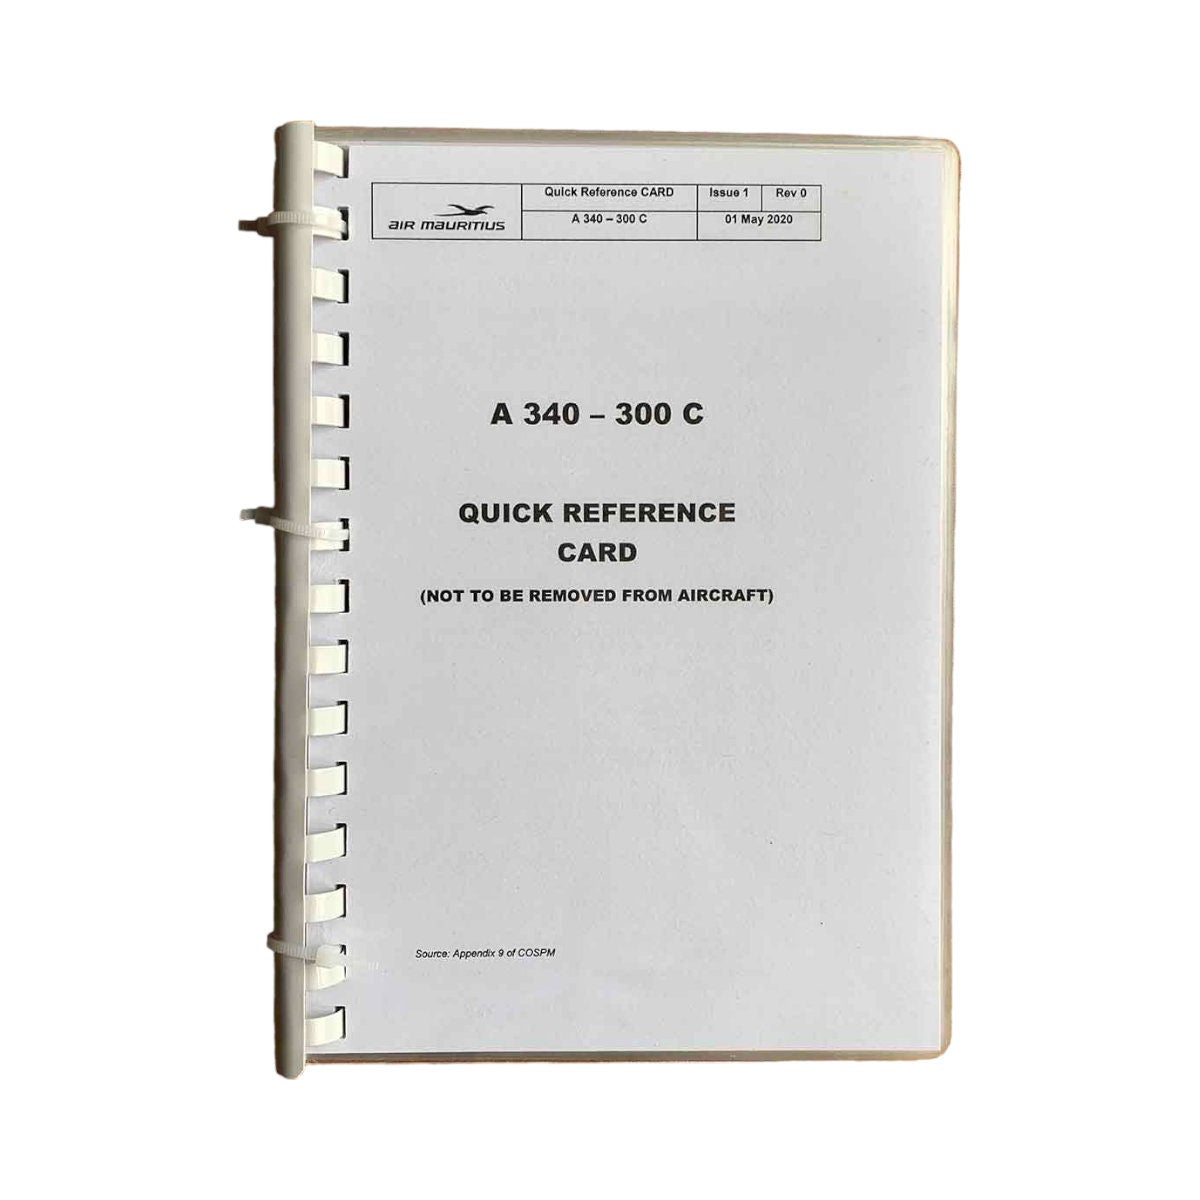 AIR MAURITIUS
Quick Reference CARD
Issue 1
Rev 0
A 340 – 300 C
01 May 2020
A 340 – 300 C
QUICK REFERENCE
CARD
(NOT TO BE REMOVED FROM AIRCRAFT)
Source: Appendix 9 of COSPM